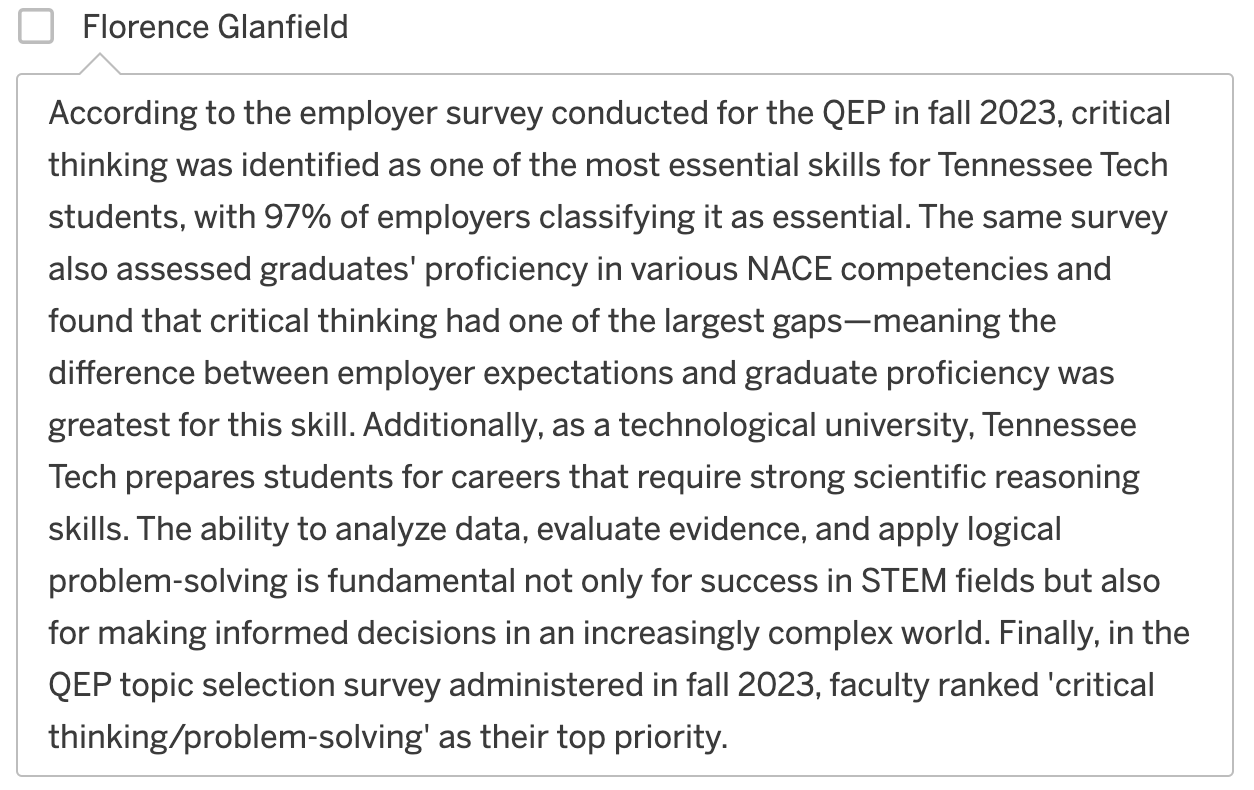 Florence Glanfield
According to the employer survey conducted for the QEP in fall 2023, critical
thinking was identified as one of the most essential skills for Tennessee Tech
students, with 97% of employers classifying it as essential. The same survey
also assessed graduates' proficiency in various NACE competencies and
found that critical thinking had one of the largest gaps—meaning the
difference between employer expectations and graduate proficiency was
greatest for this skill. Additionally, as a technological university, Tennessee
Tech prepares students for careers that require strong scientific reasoning
skills. The ability to analyze data, evaluate evidence, and apply logical
problem-solving is fundamental not only for success in STEM fields but also
for making informed decisions in an increasingly complex world. Finally, in the
QEP topic selection survey administered in fall 2023, faculty ranked 'critical
thinking/problem-solving' as their top priority.